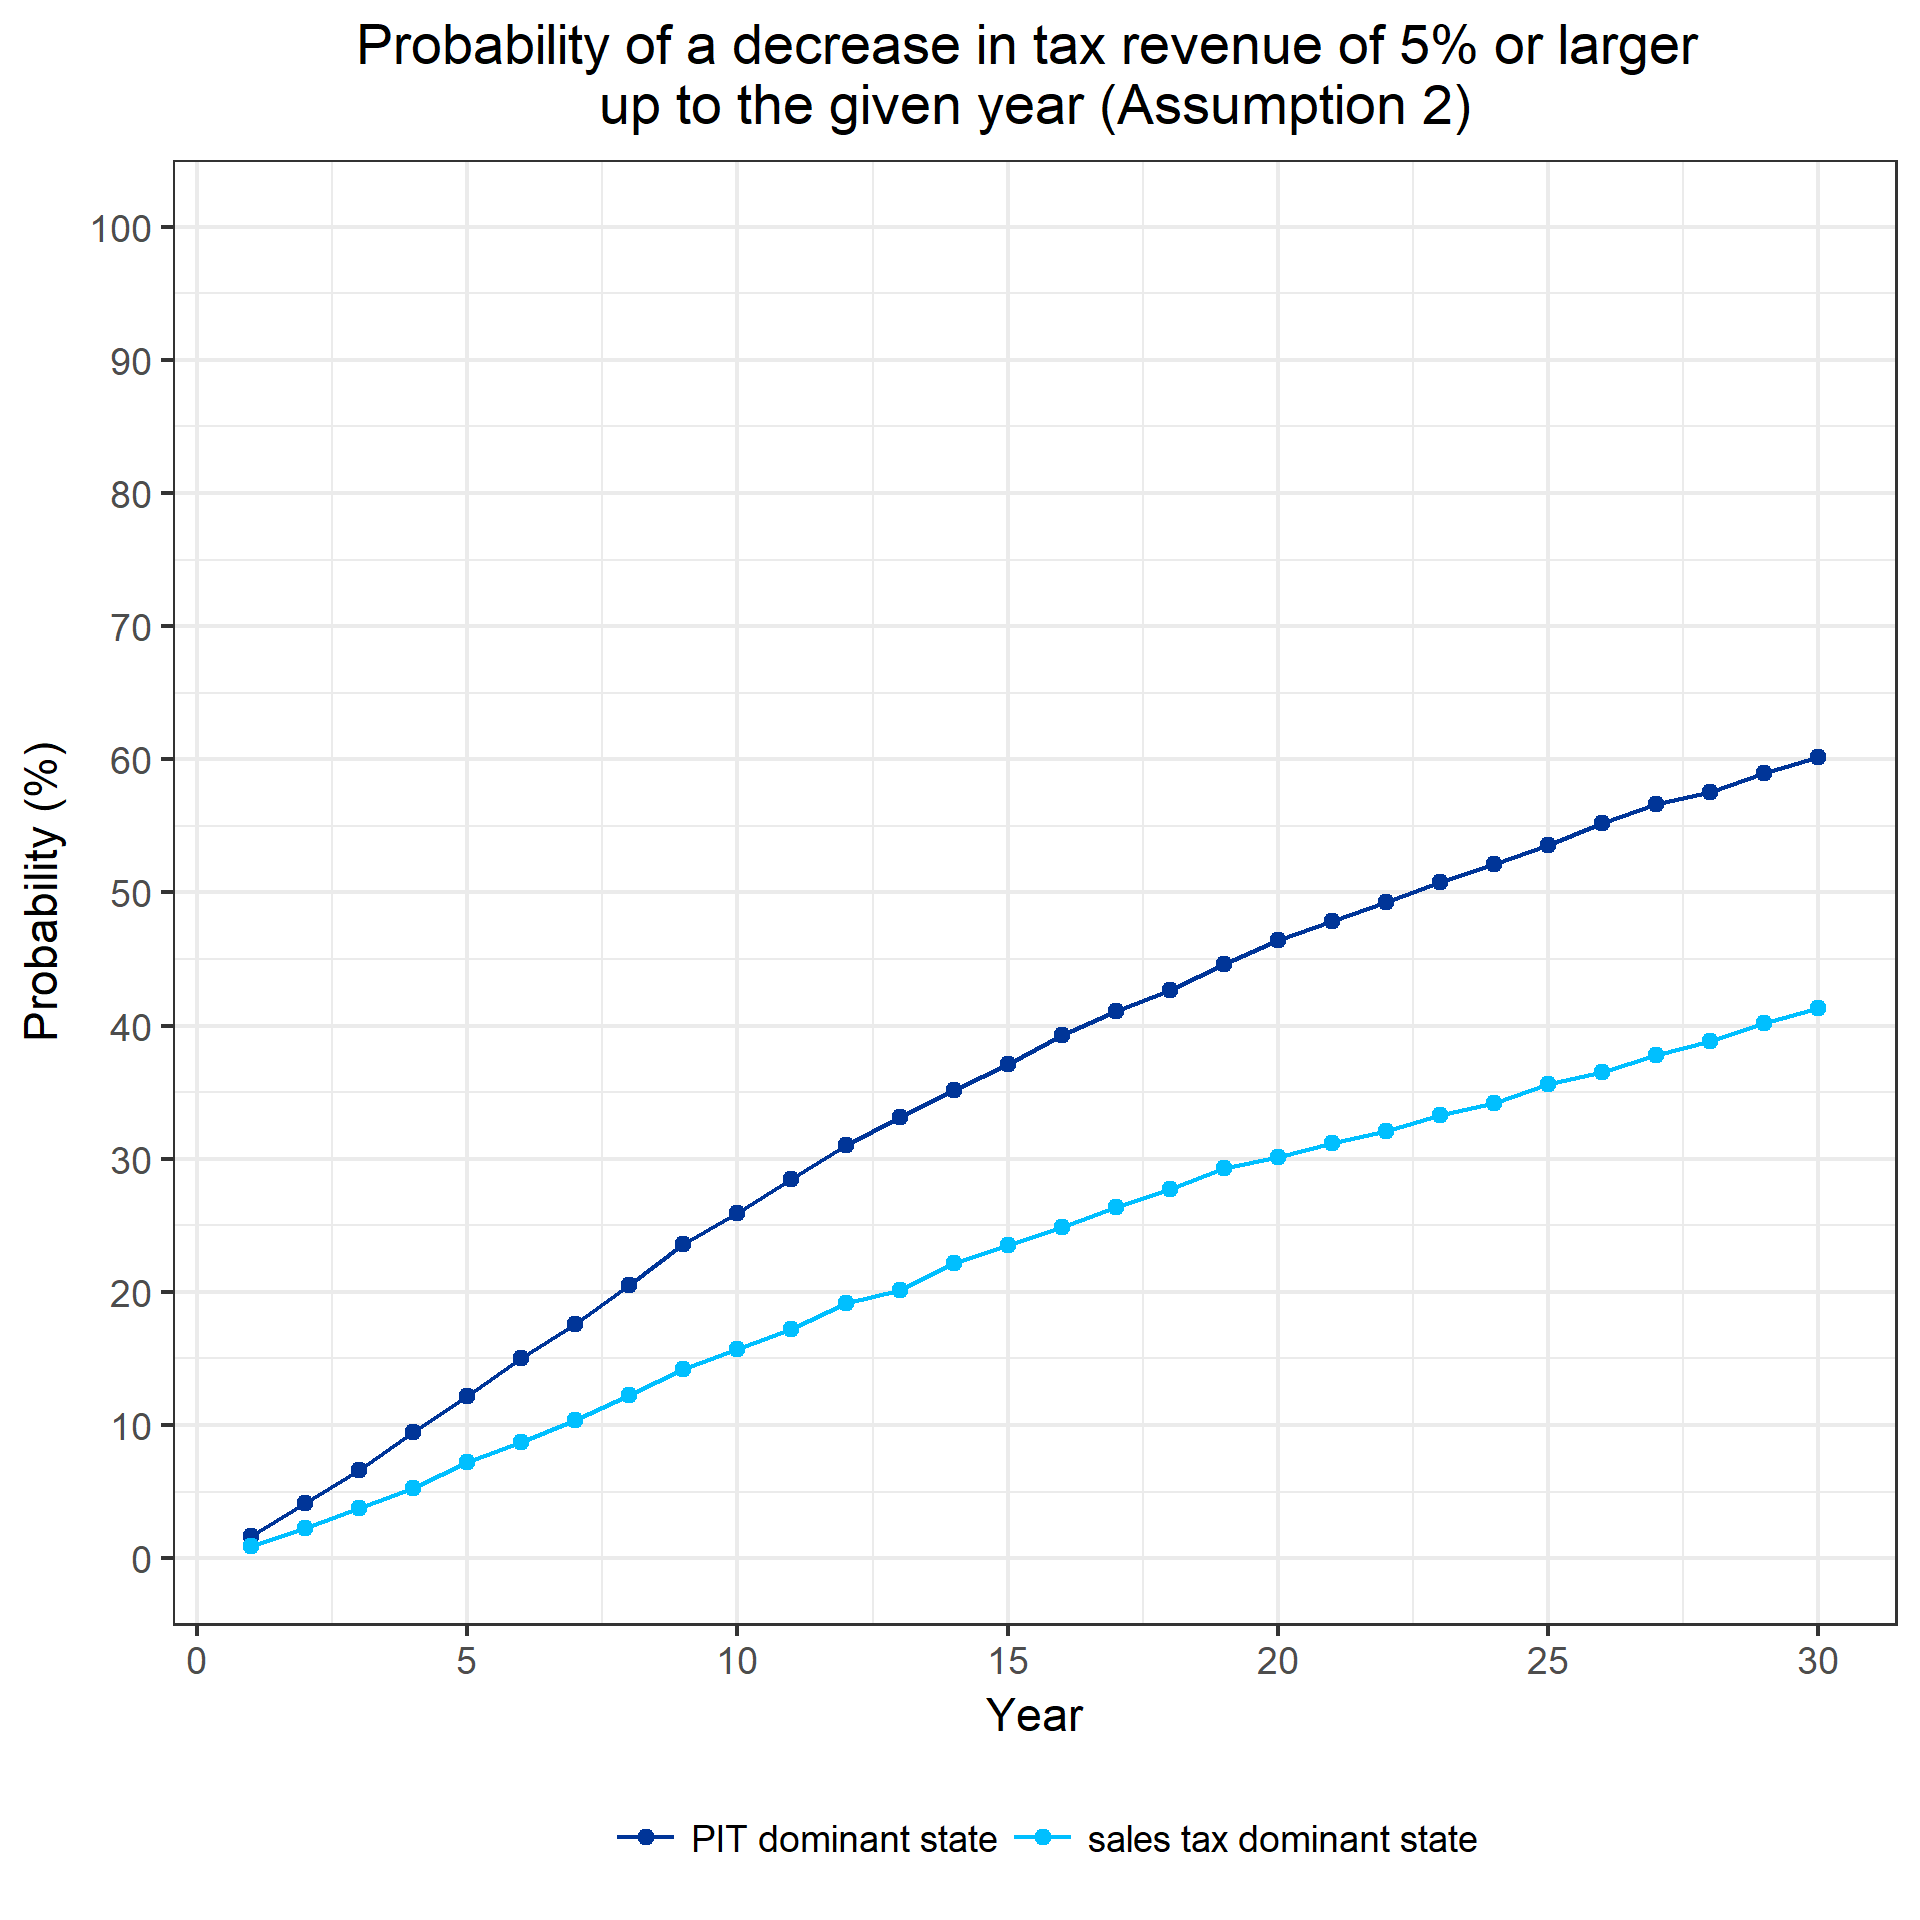 Probability of a decrease in tax revenue of 5% or larger
up to the given year (Assumption 2)
Probability (%)
100
90
80
70
60
50
40
30
20
10
0
0 5 10 15 20 25 30
Year
PIT dominant state sales tax dominant state